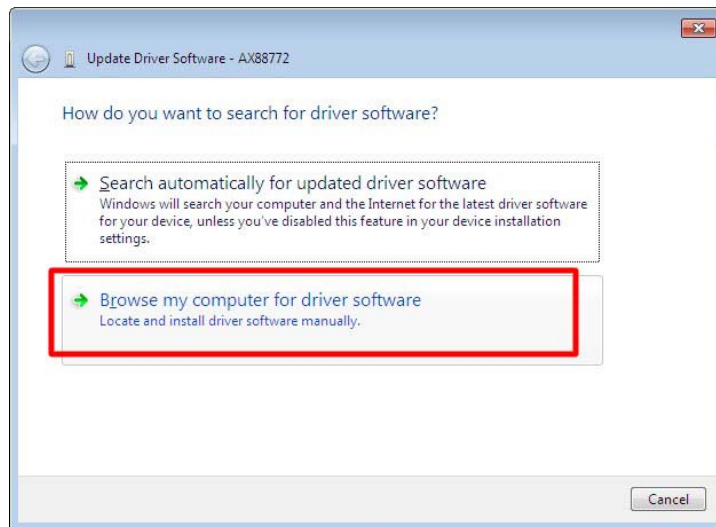 Update Driver Software - AX88772
How do you want to search for driver software?
Search automatically for updated driver software
Windows will search your computer and the Internet for the latest driver software
for your device, unless you've disabled this feature in your device installation
settings.
Browse my computer for driver software
Locate and install driver software manually.
Cancel